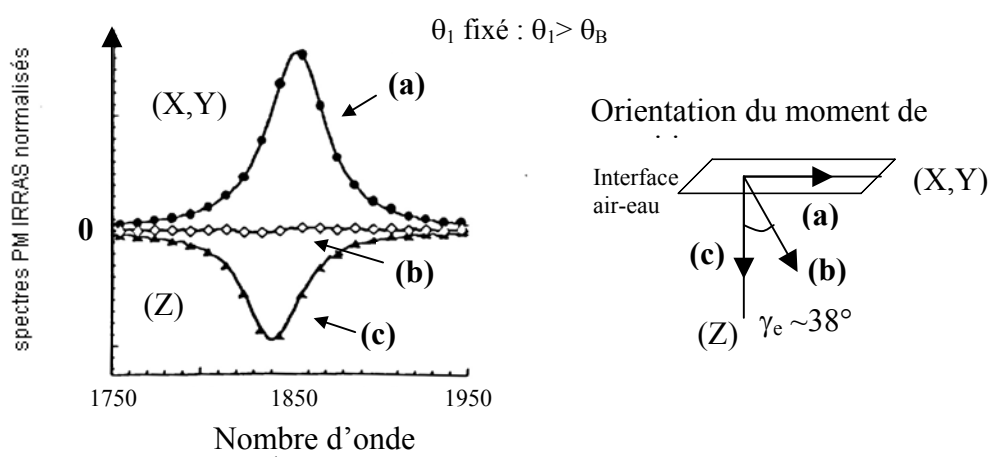 θ₁ fixé : θ₁> θ_B
spectres PM IRRAS normalisés
(X,Y)
(a)
0
(b)
(Z)
(c)
1750 1850 1950
Nombre d’onde
Orientation du moment de
Interface
air-eau
(X,Y)
(a)
(c)
(b)
(Z)
γₑ ~38°